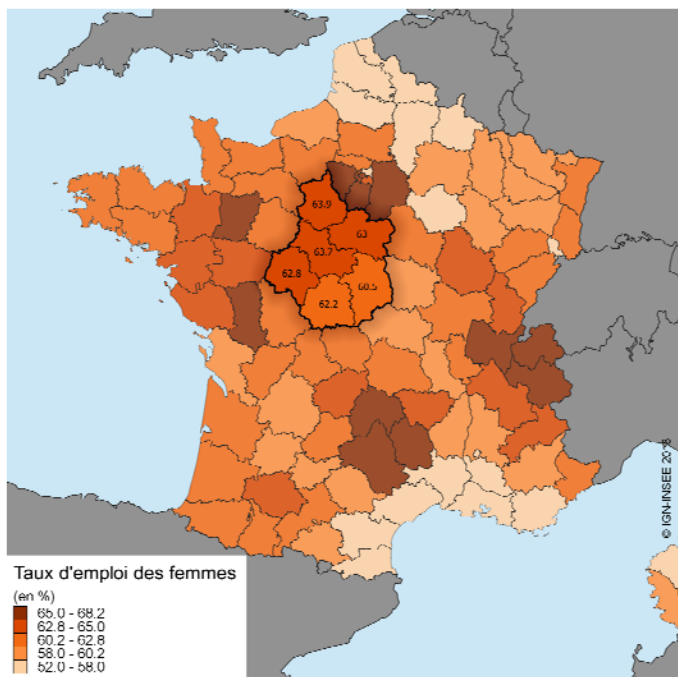 63.9
63
63.7
62.8
60.5
62.2
© IGN-INSEE 2016
Taux d'emploi des femmes
(en %)
65.0 - 68.2
62.8 - 65.0
60.2 - 62.8
58.0 - 60.2
52.0 - 58.0